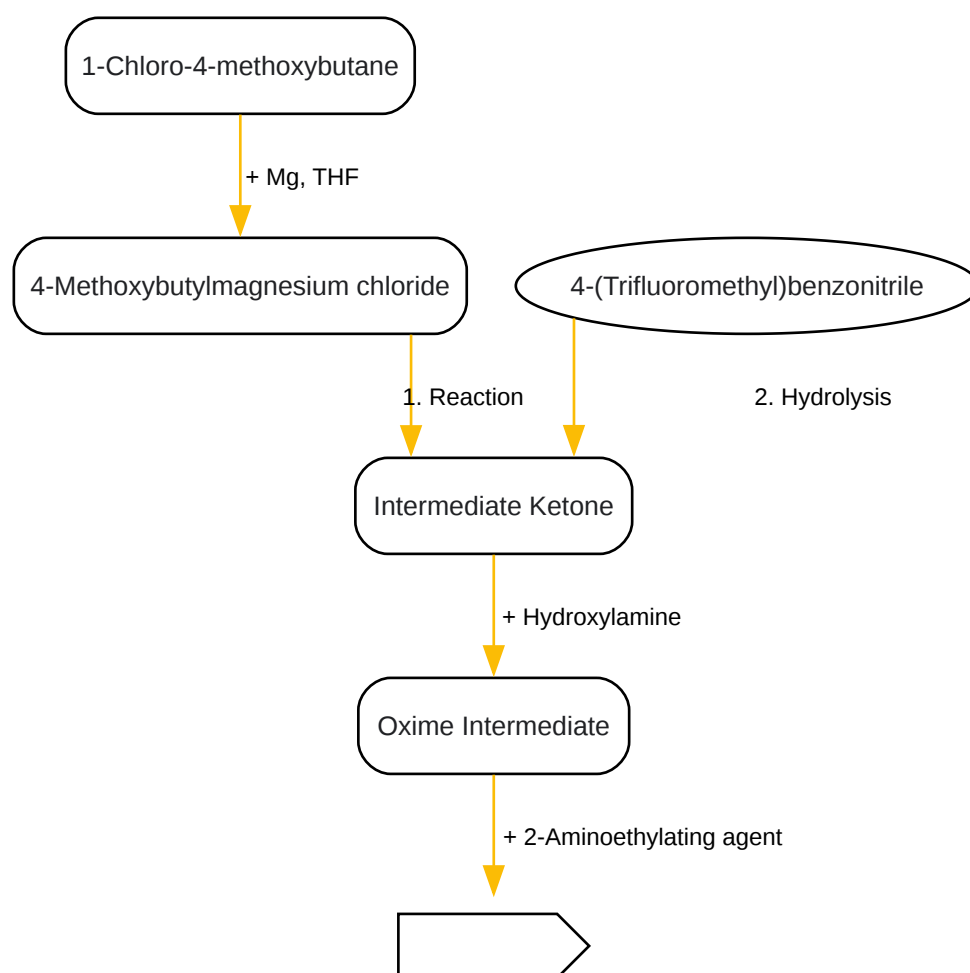 1-Chloro-4-methoxybutane
+ Mg, THF
4-Methoxybutylmagnesium chloride
4-(Trifluoromethyl)benzonitrile
1. Reaction
2. Hydrolysis
Intermediate Ketone
+ Hydroxylamine
Oxime Intermediate
+ 2-Aminoethylating agent